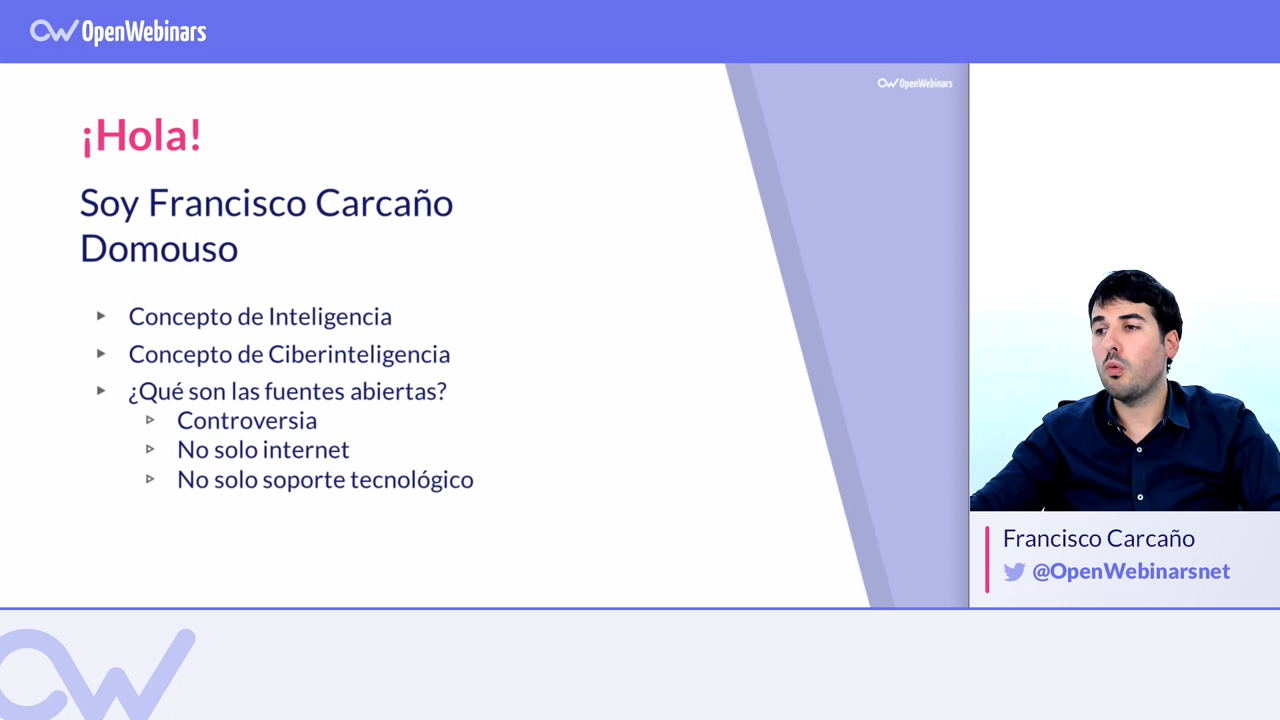 OpenWebinars
OpenWebinars
¡Hola!
Soy Francisco Carcaño
Domouso
Concepto de Inteligencia
Concepto de Ciberinteligencia
¿Qué son las fuentes abiertas?
Controversia
No solo internet
No solo soporte tecnológico
Francisco Carcaño
@OpenWebinarsnet